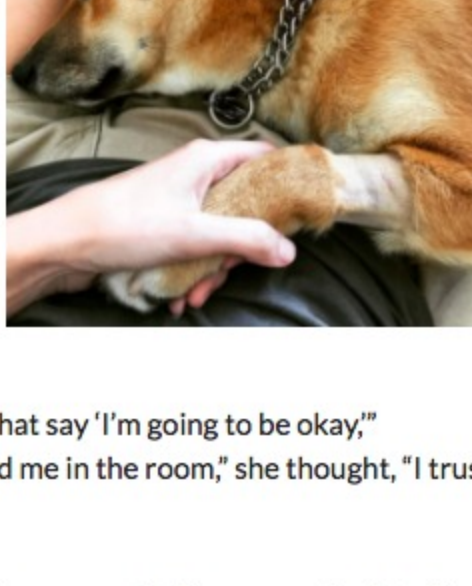 hat say ‘I’m going to be okay,’”
d me in the room,” she thought, “I trus